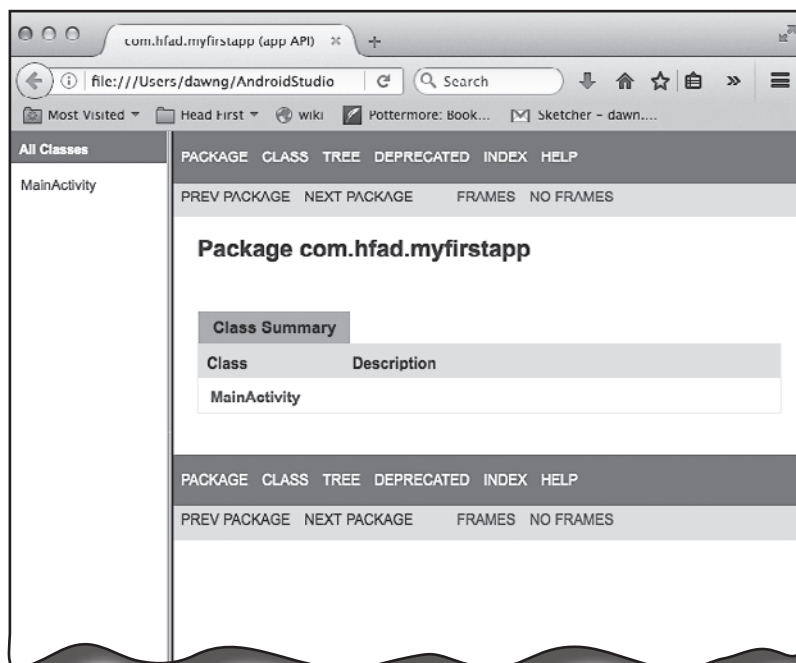 com.hfad.myfirstapp (app API)
file:///Users/dawng/AndroidStudio
Search
Most Visited
Head First
wiki
Pottermore: Book...
Sketcher – dawn....
All Classes
MainActivity
PACKAGE CLASS TREE DEPRECATED INDEX HELP
PREV PACKAGE NEXT PACKAGE FRAMES NO FRAMES
Package com.hfad.myfirstapp
Class Summary
Class Description
MainActivity
PACKAGE CLASS TREE DEPRECATED INDEX HELP
PREV PACKAGE NEXT PACKAGE FRAMES NO FRAMES